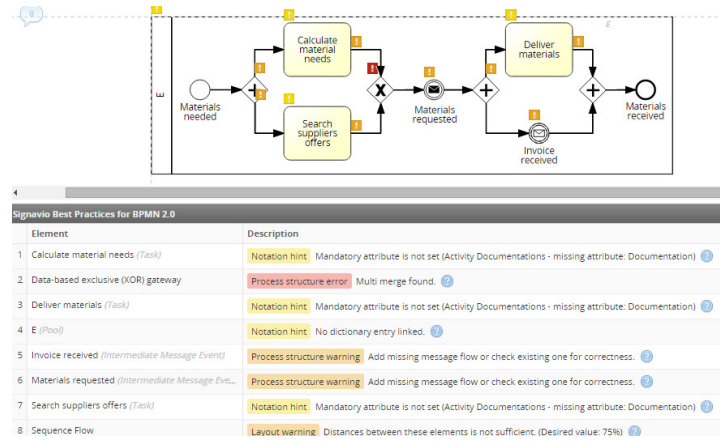 0
E
E
Calculate
material
needs
Deliver
materials
Materials
needed
Materials
requested
Materials
received
Search
suppliers
offers
Invoice
received
Signavio Best Practices for BPMN 2.0
Element Description
1 Calculate material needs (Task) Notation hint Mandatory attribute is not set (Activity Documentations - missing attribute: Documentation) ?
2 Data-based exclusive (XOR) gateway Process structure error Multi merge found. ?
3 Deliver materials (Task) Notation hint Mandatory attribute is not set (Activity Documentations - missing attribute: Documentation) ?
4 E (Pool) Notation hint No dictionary entry linked. ?
5 Invoice received (Intermediate Message Event) Process structure warning Add missing message flow or check existing one for correctness. ?
6 Materials requested (Intermediate Message Eve... Process structure warning Add missing message flow or check existing one for correctness. ?
7 Search suppliers offers (Task) Notation hint Mandatory attribute is not set (Activity Documentations - missing attribute: Documentation) ?
8 Sequence Flow Layout warning Distances between these elements is not sufficient. (Desired value: 75%) ?